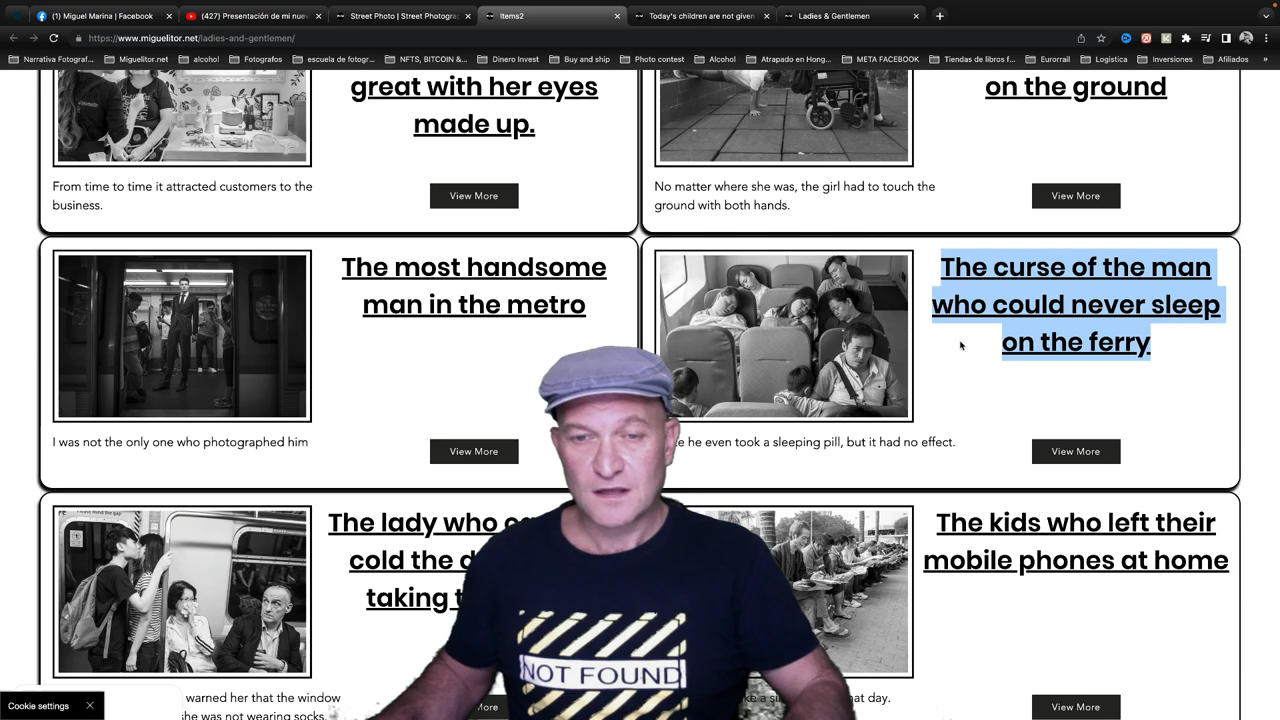 (1) Miguel Marina | Facebook
(427) Presentación de mi nuev
Street Photo | Street Photograp
Items2
Today's children are not given
Ladies & Gentlemen
https://www.miguelitor.net/ladies-and-gentlemen/
Narrativa Fotograf...
Miguelitor.net
alcohol
Fotografos
escuela de fotogr...
NFTS, BITCOIN &...
Dinero Invest
Buy and ship
Photo contest
Alcohol
Atrapado en Hong...
META FACEBOOK
Tiendas de libros f...
Eurorrail
Logistica
Inversiones
Afiliados
»
great with her eyes
made up.
From time to time it attracted customers to the
business.
View More
on the ground
No matter where she was, the girl had to touch the
ground with both hands.
View More
The most handsome
man in the metro
I was not the only one who photographed him
View More
The curse of the man
who could never sleep
on the ferry
he even took a sleeping pill, but it had no effect.
View More
The lady who
cold the
taking
warned her that the window
she was not wearing socks.
The kids who left their
mobile phones at home
that day.
View More
NOT FOUND
Cookie settings